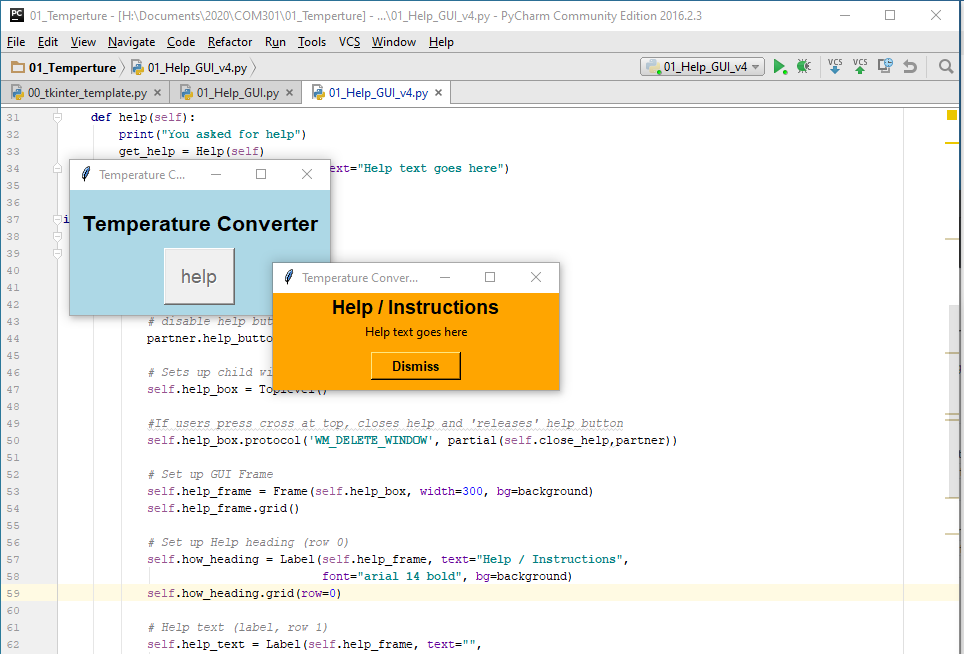 01_Temperture - [H:\Documents\2020\COM301\01_Temperture] - ...\01_Help_GUI_v4.py - PyCharm Community Edition 2016.2.3
File Edit View Navigate Code Refactor Run Tools VCS Window Help
01_Temperture 01_Help_GUI_v4.py 01_Help_GUI_v4 VCS VCS
00_tkinter_template.py 01_Help_GUI.py 01_Help_GUI_v4.py
31 def help(self):
32 print("You asked for help")
33 get_help = Help(self)
34 ext="Help text goes here")
35
36
37
38
39
40
41
42
Temperature C...
Temperature Converter
help
Temperature Conver...
Help / Instructions
Help text goes here
Dismiss
43 # disable help but
44 partner.help_butto
45
46 # Sets up child wi
47 self.help_box = Toplevel()
48
49 #If users press cross at top, closes help and 'releases' help button
50 self.help_box.protocol('WM_DELETE_WINDOW', partial(self.close_help,partner))
51
52 # Set up GUI Frame
53 self.help_frame = Frame(self.help_box, width=300, bg=background)
54 self.help_frame.grid()
55
56 # Set up Help heading (row 0)
57 self.how_heading = Label(self.help_frame, text="Help / Instructions",
58 font="arial 14 bold", bg=background)
59 self.how_heading.grid(row=0)
60
61 # Help text (label, row 1)
62 self.help_text = Label(self.help_frame, text="",